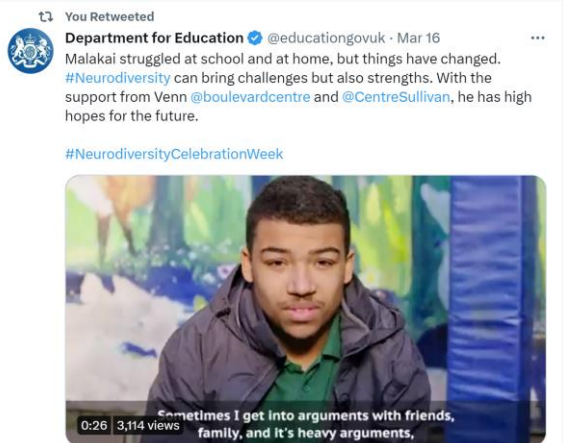 You Retweeted
Department for Education @educationgovuk · Mar 16
Malakai struggled at school and at home, but things have changed.
#Neurodiversity can bring challenges but also strengths. With the
support from Venn @boulevardcentre and @CentreSullivan, he has high
hopes for the future.
#NeurodiversityCelebrationWeek
Sometimes I get into arguments with friends,
family, and it's heavy arguments,
0:26 3,114 views